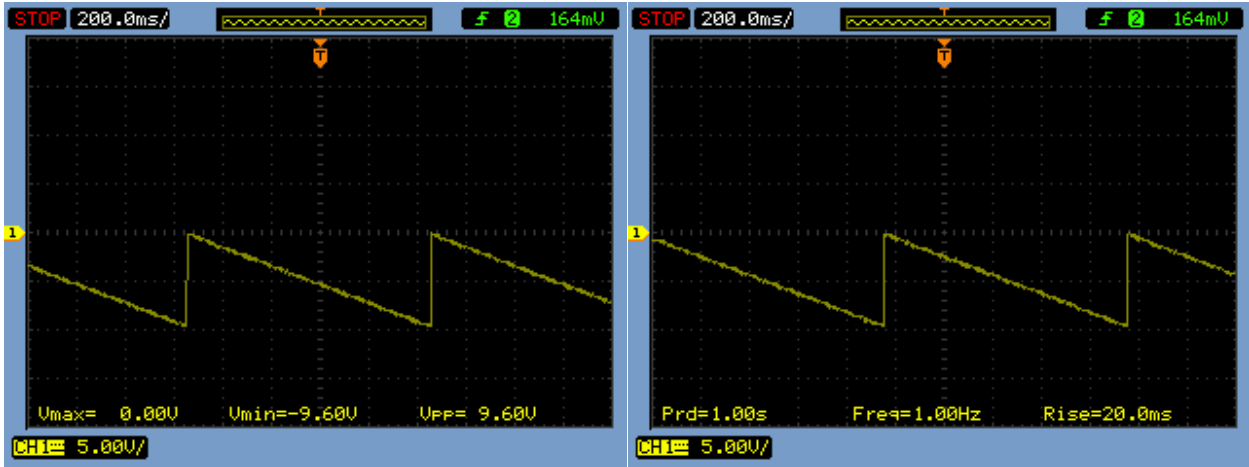 STOP 200.0ms/ T ƒ 2 164mV
T
1
Vmax= 0.00V Vmin=-9.60V Vpp= 9.60V
CH1 5.00V/
STOP 200.0ms/ T ƒ 2 164mV
T
1
Prd=1.00s Freq=1.00Hz Rise=20.0ms
CH1 5.00V/